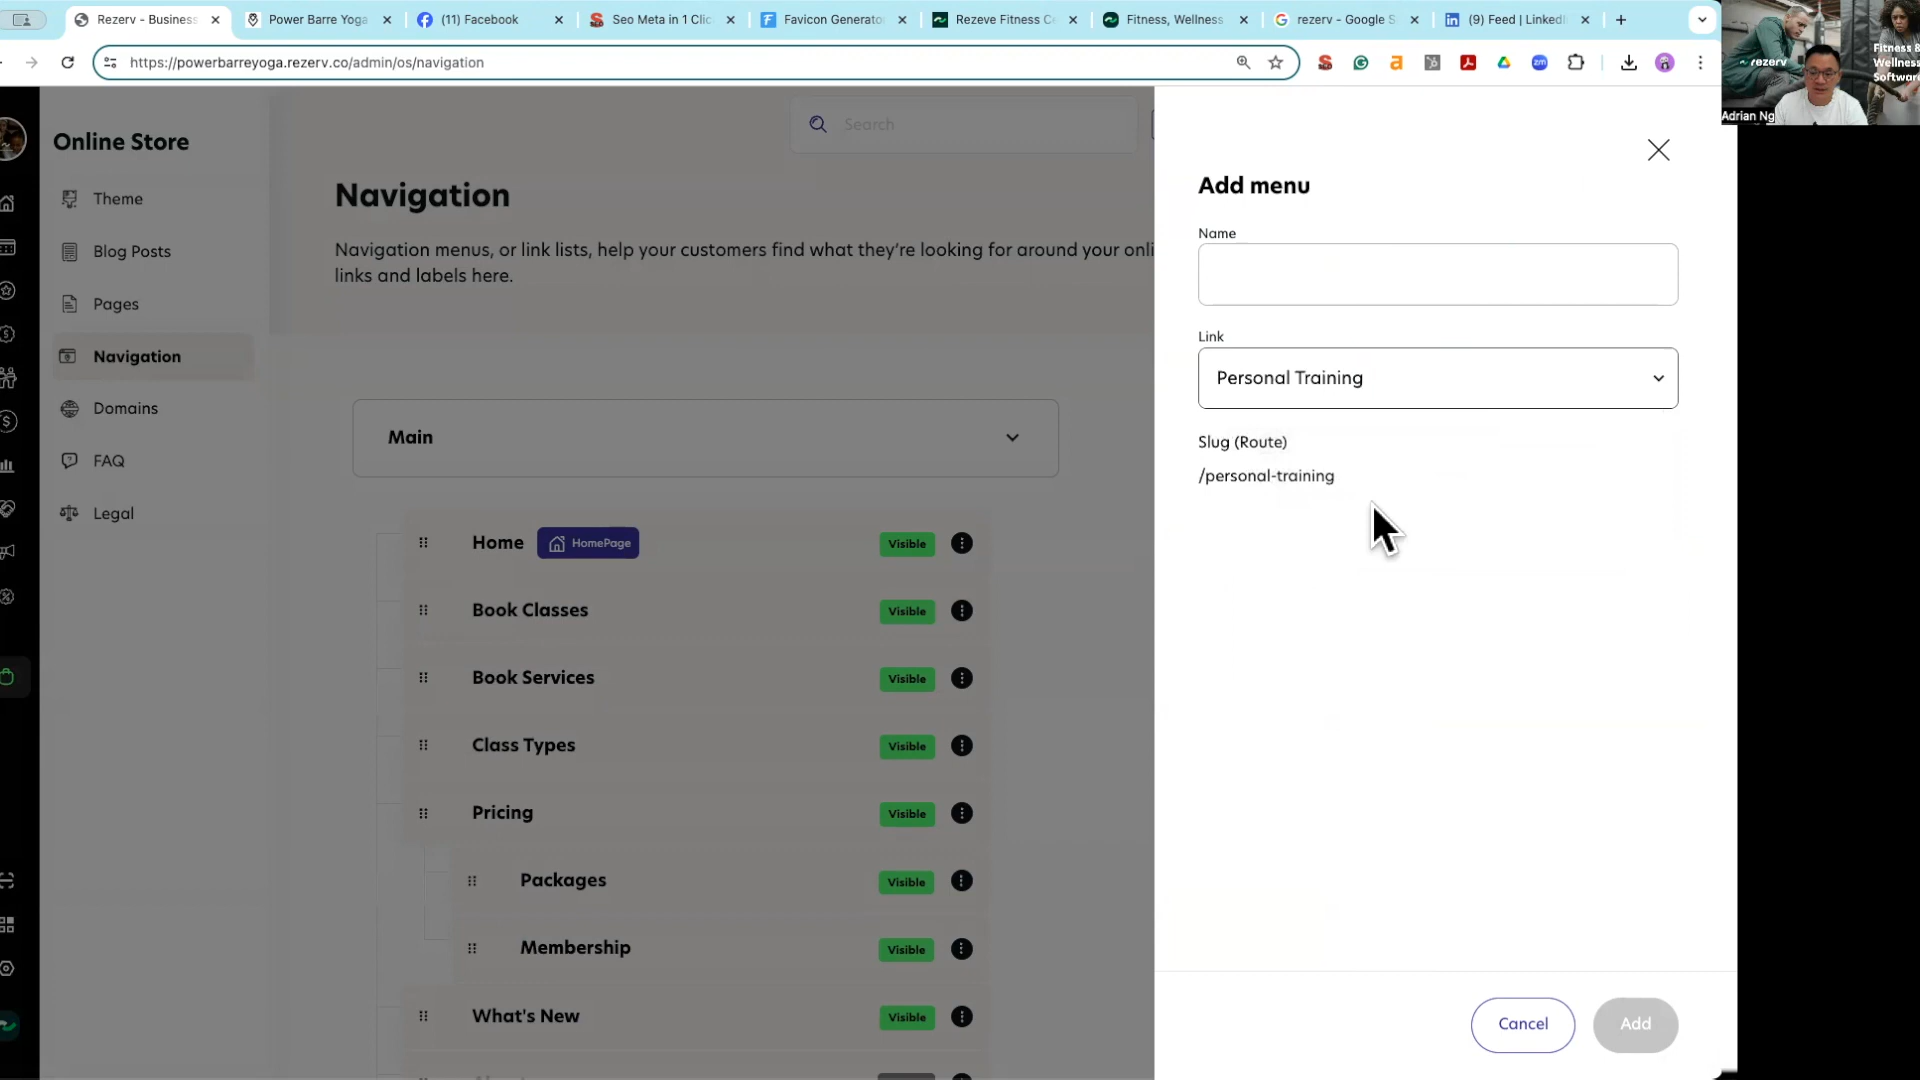 Rezerv - Business
Power Barre Yoga
(11) Facebook
Seo Meta in 1 Clic
Favicon Generator
Rezeve Fitness C
Fitness, Wellness
rezerv - Google S
(9) Feed | LinkedI
https://powerbarreyoga.rezerv.co/admin/os/navigation
rezerv
Fitness &
Wellness
Software
Adrian Ng
Online Store
Theme
Blog Posts
Pages
Navigation
Domains
FAQ
Legal
Search
Navigation
Navigation menus, or link lists, help your customers find what they're looking for around your onli
links and labels here.
Main
Home
HomePage
Visible
Book Classes
Visible
Book Services
Visible
Class Types
Visible
Pricing
Visible
Packages
Visible
Membership
Visible
What's New
Visible
Add menu
Name
Link
Personal Training
Slug (Route)
/personal-training
Cancel
Add